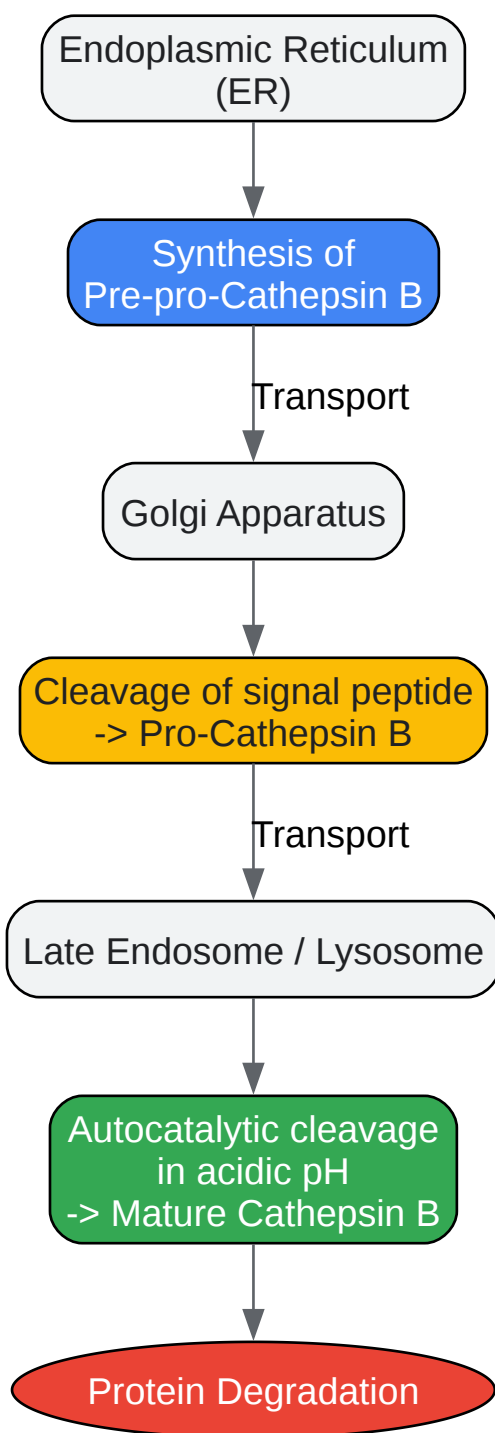 Endoplasmic Reticulum
(ER)
Synthesis of
Pre-pro-Cathepsin B
Transport
Golgi Apparatus
Cleavage of signal peptide
-> Pro-Cathepsin B
Transport
Late Endosome / Lysosome
Autocatalytic cleavage
in acidic pH
-> Mature Cathepsin B
Protein Degradation